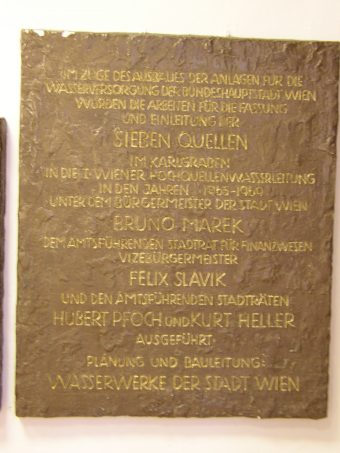 IM ZUGE DES AUSBAUES DER ANLAGEN FÜR DIE
WASSERVERSORGUNG DER BUNDESHAUPTSTADT WIEN
WURDEN DIE ARBEITEN FÜR DIE FASSUNG
UND EINLEITUNG DER
SIEBEN QUELLEN
IM KARLGRABEN
IN DIE I. WIENER HOCHQUELLENWASSERLEITUNG
IN DEN JAHREN 1965-1969
UNTER DEM BÜRGERMEISTER DER STADT WIEN
BRUNO MAREK
DEM AMTSFÜHRENDEN STADTRAT FÜR FINANZWESEN
VIZEBÜRGERMEISTER
FELIX SLAVIK
UND DEN AMTSFÜHRENDEN STADTRÄTEN
HUBERT PFOCH UND KURT HELLER
AUSGEFÜHRT
PLANUNG UND BAULEITUNG:
WASSERWERKE DER STADT WIEN